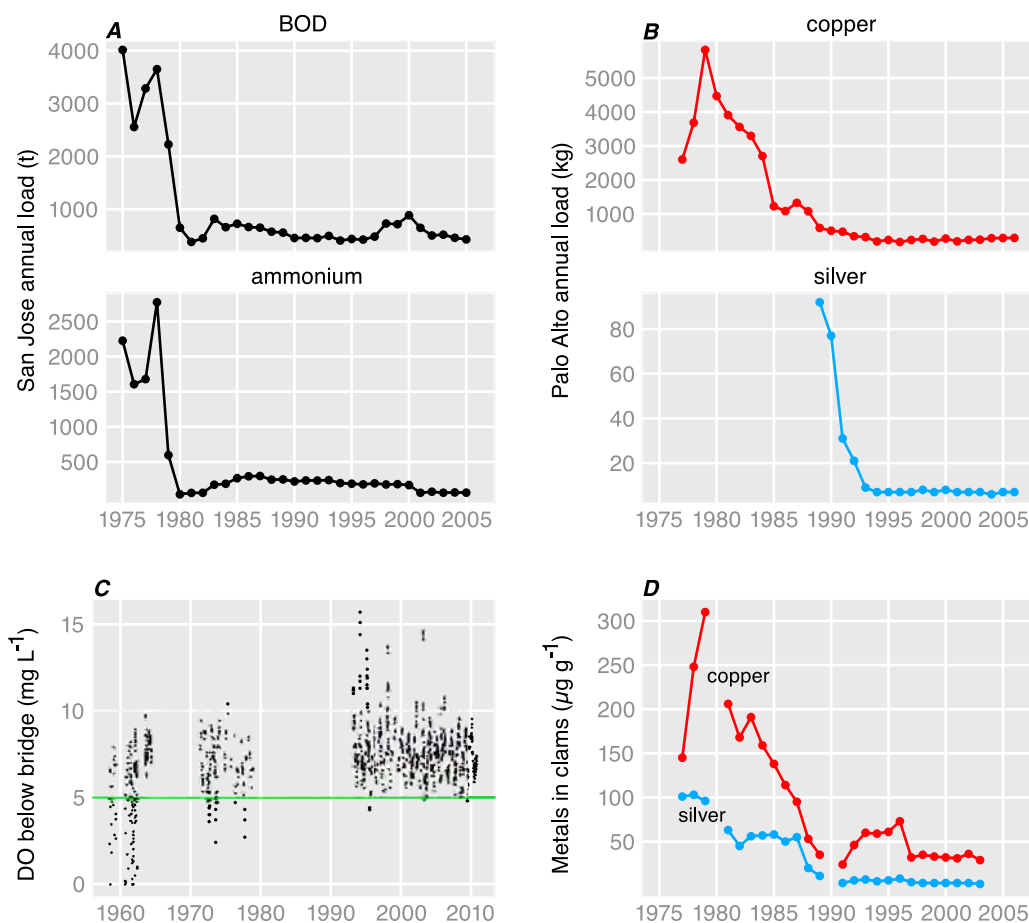 A
BOD
B
copper
4000
3000
2000
1000
5000
4000
3000
2000
1000
San Jose annual load (t)
Palo Alto annual load (kg)
ammonium
silver
2500
2000
1500
1000
500
80
60
40
20
1975 1980 1985 1990 1995 2000 2005
1975 1980 1985 1990 1995 2000 2005
C
D
DO below bridge (mg L⁻¹)
15
10
5
0
1960 1970 1980 1990 2000 2010
Metals in clams (µg g⁻¹)
300
250
200
150
100
50
copper
silver
1975 1980 1985 1990 1995 2000 2005